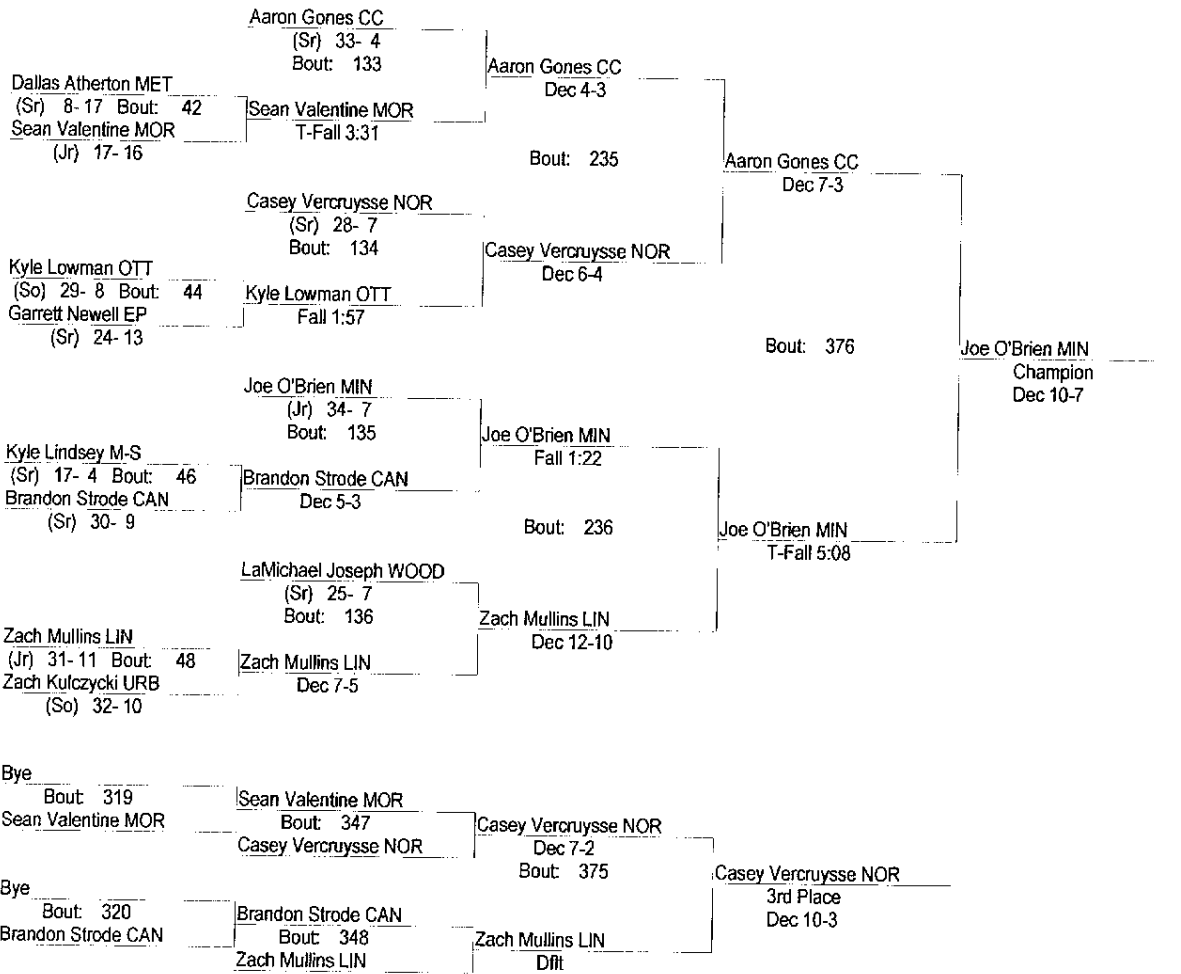 Aaron Gones CC
(Sr) 33- 4
Bout: 133
Dallas Atherton MET
(Sr) 8- 17 Bout: 42
Sean Valentine MOR
(Jr) 17- 16
Sean Valentine MOR
T-Fall 3:31
Aaron Gones CC
Dec 4-3
Bout: 235
Casey Vercruysse NOR
(Sr) 28- 7
Bout: 134
Kyle Lowman OTT
(So) 29- 8 Bout: 44
Garrett Newell EP
(Sr) 24- 13
Kyle Lowman OTT
Fall 1:57
Casey Vercruysse NOR
Dec 6-4
Aaron Gones CC
Dec 7-3
Bout: 376
Joe O'Brien MIN
Champion
Dec 10-7
Joe O'Brien MIN
(Jr) 34- 7
Bout: 135
Kyle Lindsey M-S
(Sr) 17- 4 Bout: 46
Brandon Strode CAN
(Sr) 30- 9
Brandon Strode CAN
Dec 5-3
Joe O'Brien MIN
Fall 1:22
Bout: 236
Joe O'Brien MIN
T-Fall 5:08
LaMichael Joseph WOOD
(Sr) 25- 7
Bout: 136
Zach Mullins LIN
(Jr) 31- 11 Bout: 48
Zach Kulczycki URB
(So) 32- 10
Zach Mullins LIN
Dec 7-5
Zach Mullins LIN
Dec 12-10
Bye
Bout: 319
Sean Valentine MOR
Sean Valentine MOR
Bout: 347
Casey Vercruysse NOR
Casey Vercruysse NOR
Dec 7-2
Bout: 375
Casey Vercruysse NOR
3rd Place
Dec 10-3
Bye
Bout: 320
Brandon Strode CAN
Brandon Strode CAN
Bout: 348
Zach Mullins LIN
Zach Mullins LIN
Dflt